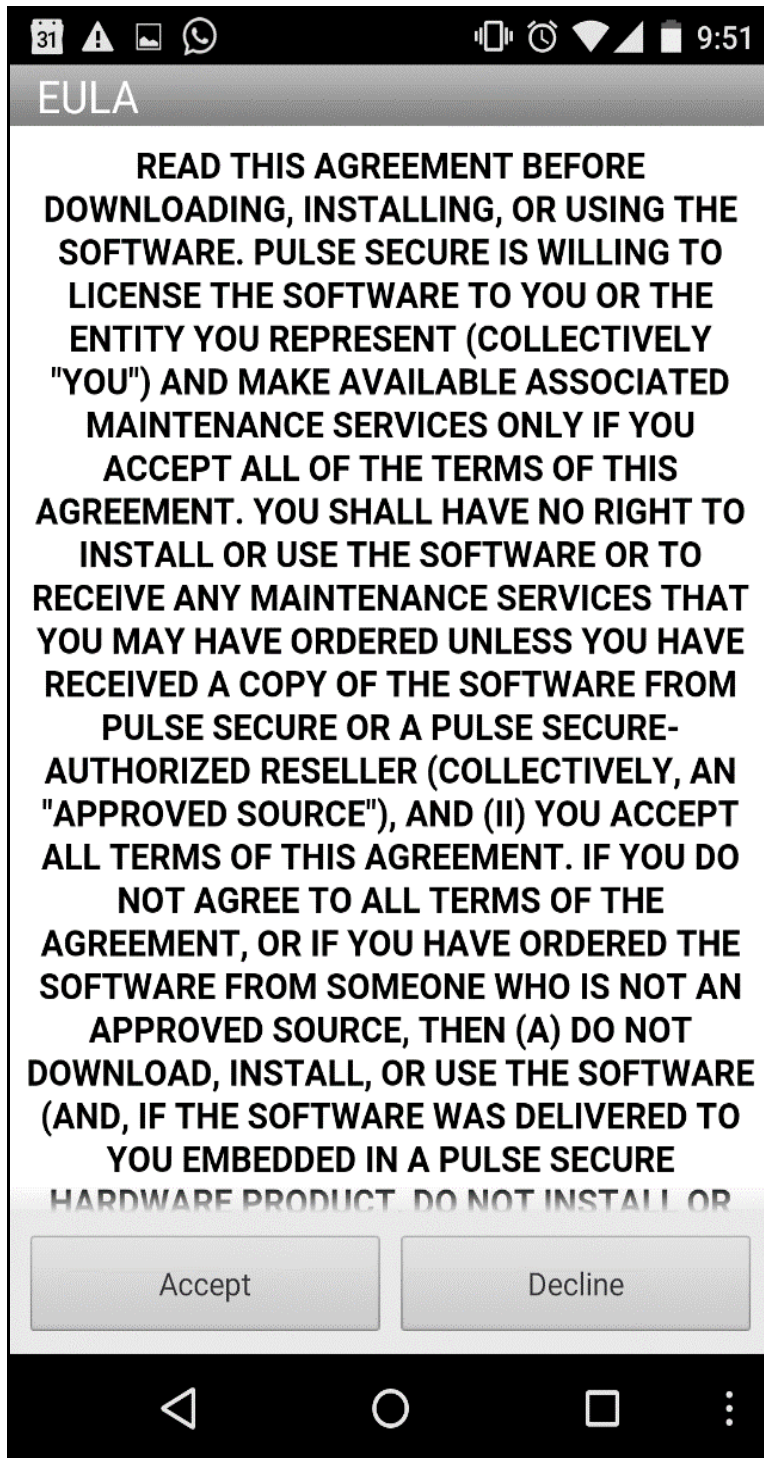 31
9:51
EULA
READ THIS AGREEMENT BEFORE
DOWNLOADING, INSTALLING, OR USING THE
SOFTWARE. PULSE SECURE IS WILLING TO
LICENSE THE SOFTWARE TO YOU OR THE
ENTITY YOU REPRESENT (COLLECTIVELY
"YOU") AND MAKE AVAILABLE ASSOCIATED
MAINTENANCE SERVICES ONLY IF YOU
ACCEPT ALL OF THE TERMS OF THIS
AGREEMENT. YOU SHALL HAVE NO RIGHT TO
INSTALL OR USE THE SOFTWARE OR TO
RECEIVE ANY MAINTENANCE SERVICES THAT
YOU MAY HAVE ORDERED UNLESS YOU HAVE
RECEIVED A COPY OF THE SOFTWARE FROM
PULSE SECURE OR A PULSE SECURE-
AUTHORIZED RESELLER (COLLECTIVELY, AN
"APPROVED SOURCE"), AND (II) YOU ACCEPT
ALL TERMS OF THIS AGREEMENT. IF YOU DO
NOT AGREE TO ALL TERMS OF THE
AGREEMENT, OR IF YOU HAVE ORDERED THE
SOFTWARE FROM SOMEONE WHO IS NOT AN
APPROVED SOURCE, THEN (A) DO NOT
DOWNLOAD, INSTALL, OR USE THE SOFTWARE
(AND, IF THE SOFTWARE WAS DELIVERED TO
YOU EMBEDDED IN A PULSE SECURE
HARDWARE PRODUCT, DO NOT INSTALL OR
Accept Decline